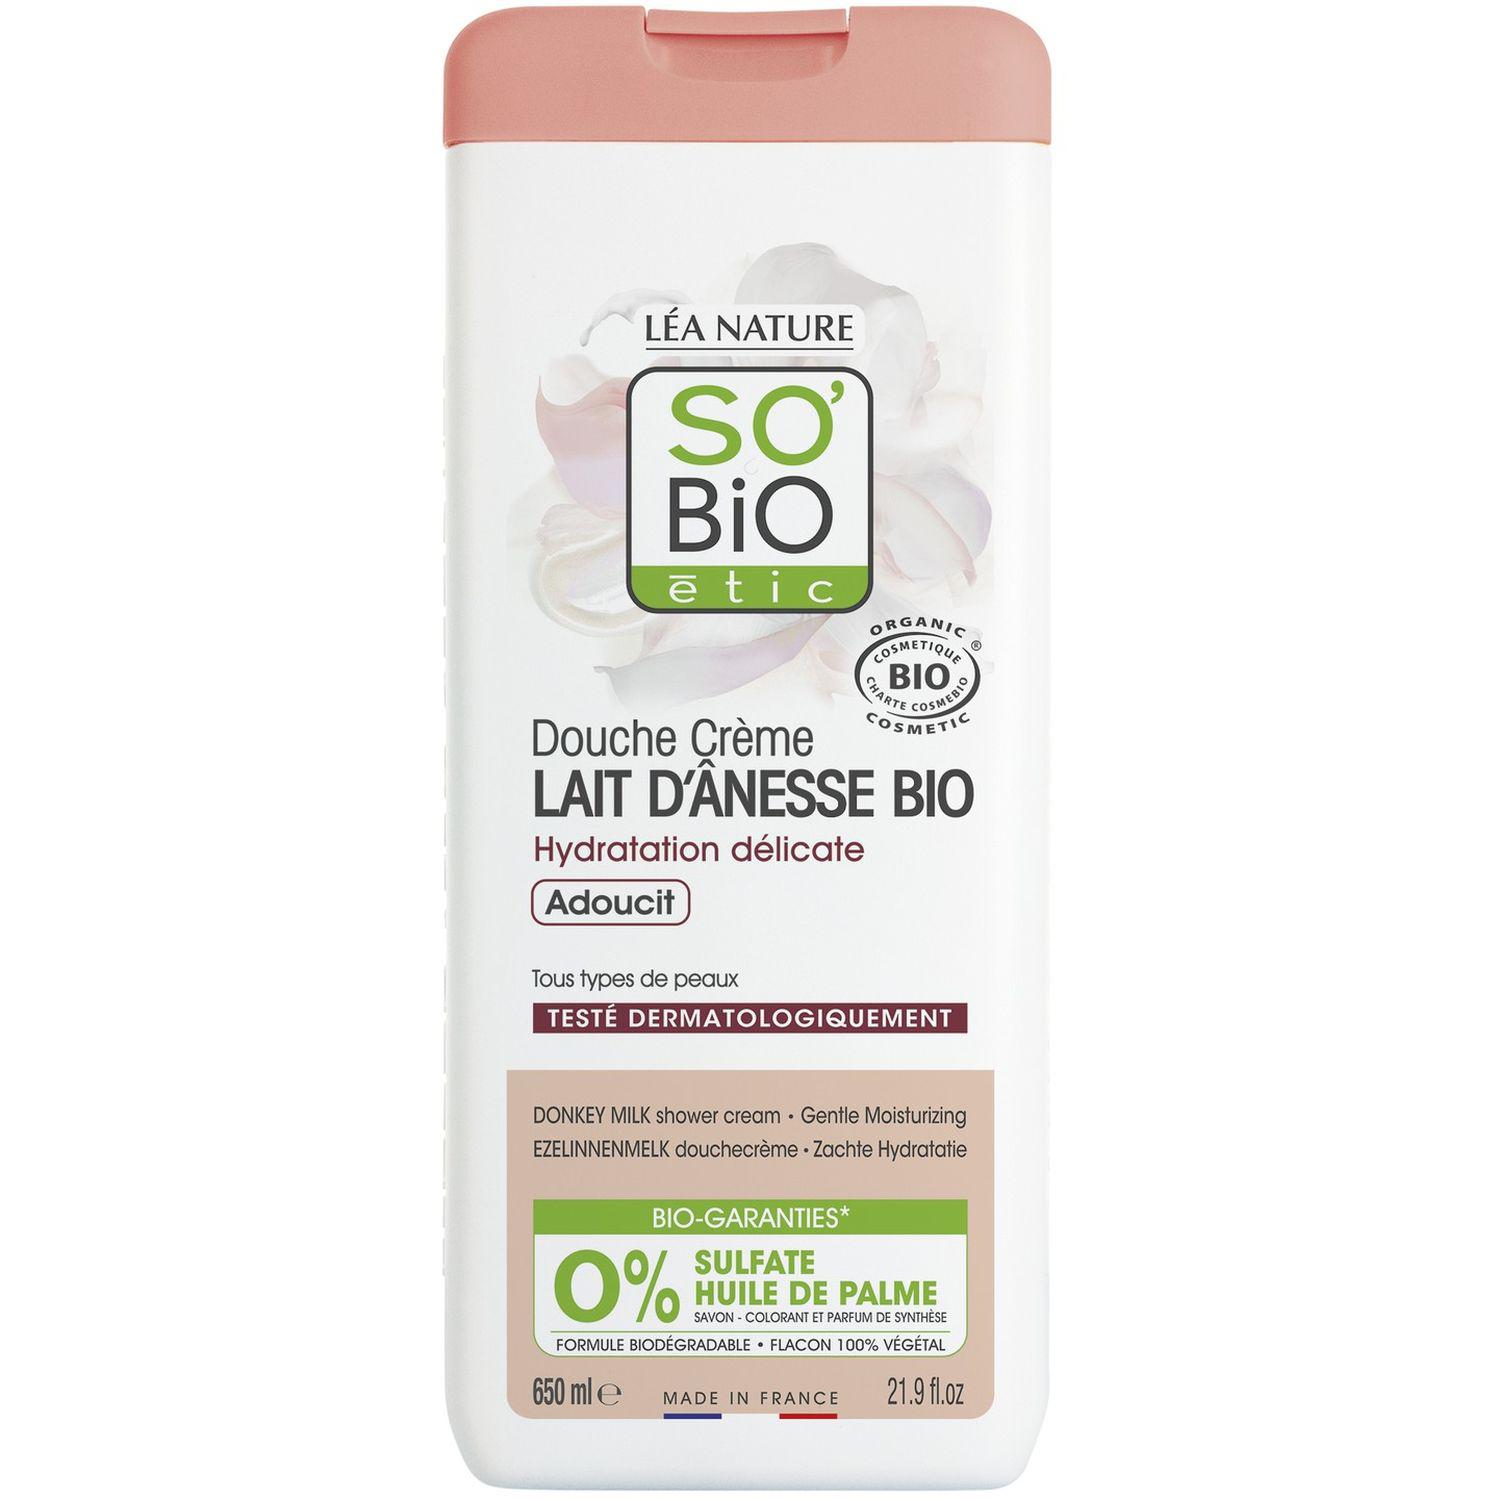 LÉA NATURE
SO'
BiO
ētic
ORGANIC
COSMETIQUE
BIO
CHARTE COSMEBIO
COSMETIC
®
Douche Crème
LAIT D'ÂNESSE BIO
Hydratation délicate
Adoucit
Tous types de peaux
TESTÉ DERMATOLOGIQUEMENT
DONKEY MILK shower cream • Gentle Moisturizing
EZELINNENMELK douchecrème • Zachte Hydratatie
BIO-GARANTIES*
0% SULFATE
HUILE DE PALME
SAVON - COLORANT ET PARFUM DE SYNTHÈSE
FORMULE BIODÉGRADABLE • FLACON 100% VÉGÉTAL
650 ml ℮ MADE IN FRANCE 21.9 fl.oz